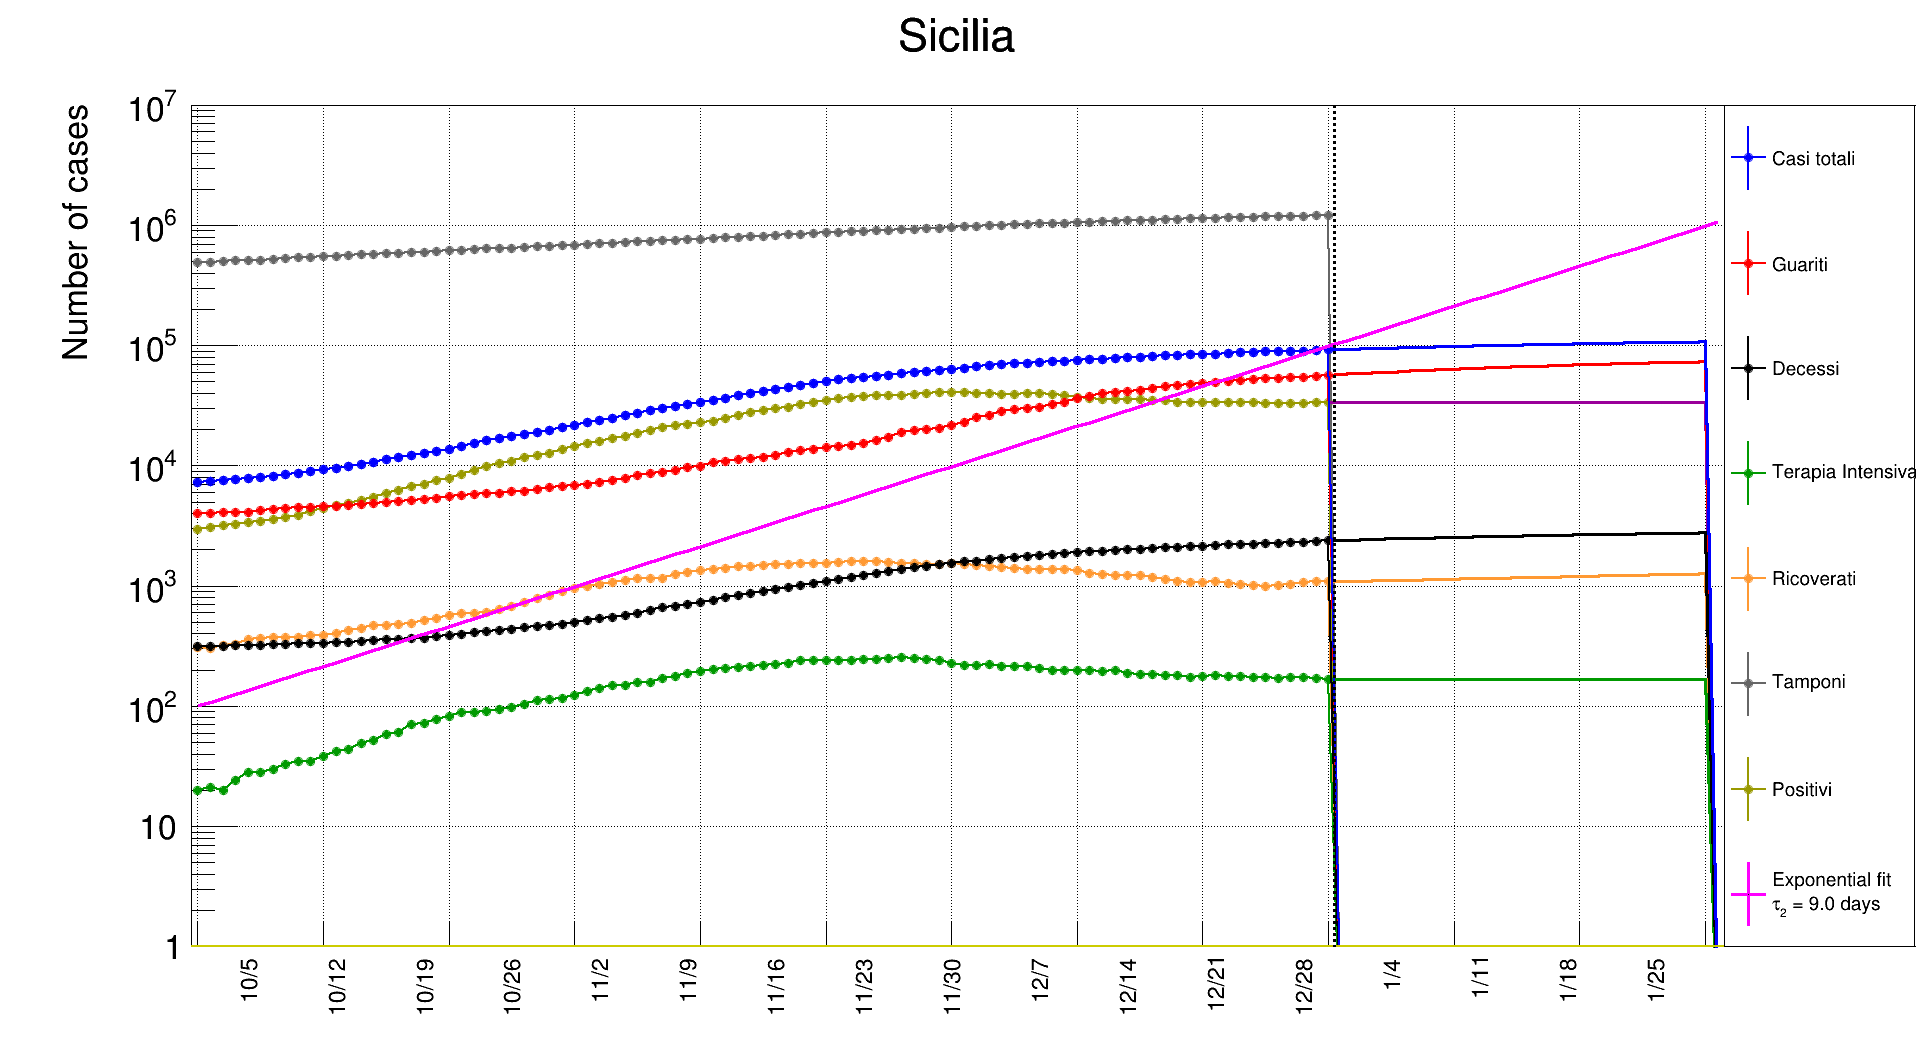 Sicilia
Number of cases
10^7
10^6
10^5
10^4
10^3
10^2
10
1
10/5
10/12
10/19
10/26
11/2
11/9
11/16
11/23
11/30
12/7
12/14
12/21
12/28
1/4
1/11
1/18
1/25
Casi totali
Guariti
Decessi
Terapia Intensiva
Ricoverati
Tamponi
Positivi
Exponential fit
τ_2 = 9.0 days